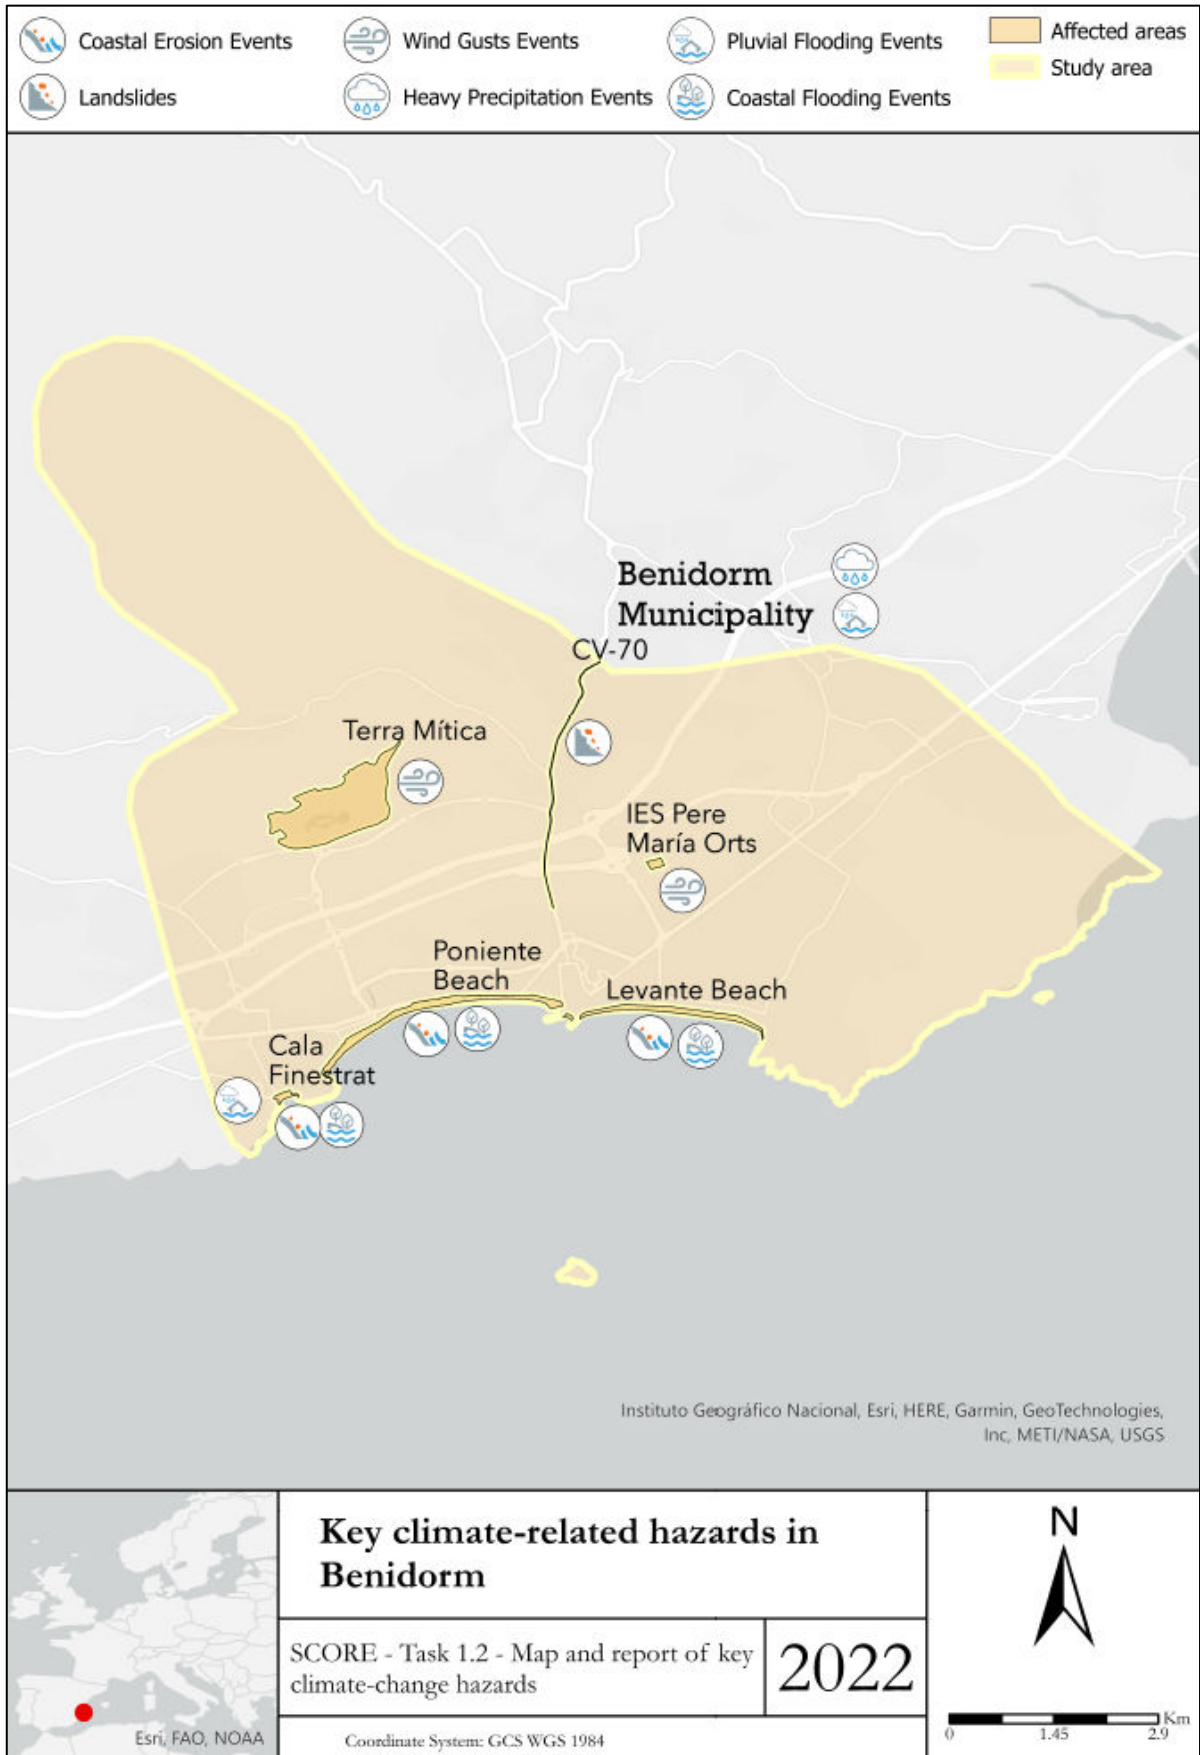 Coastal Erosion Events
Wind Gusts Events
Pluvial Flooding Events
Affected areas
Landslides
Heavy Precipitation Events
Coastal Flooding Events
Study area
Benidorm
Municipality
CV-70
Terra Mítica
IES Pere
María Orts
Poniente
Beach
Levante Beach
Cala
Finestrat
Instituto Geográfico Nacional, Esri, HERE, Garmin, GeoTechnologies,
Inc, METI/NASA, USGS
Key climate-related hazards in
Benidorm
SCORE - Task 1.2 - Map and report of key
climate-change hazards
2022
Coordinate System: GCS WGS 1984
Esri, FAO, NOAA
N
Km
0 1.45 2.9